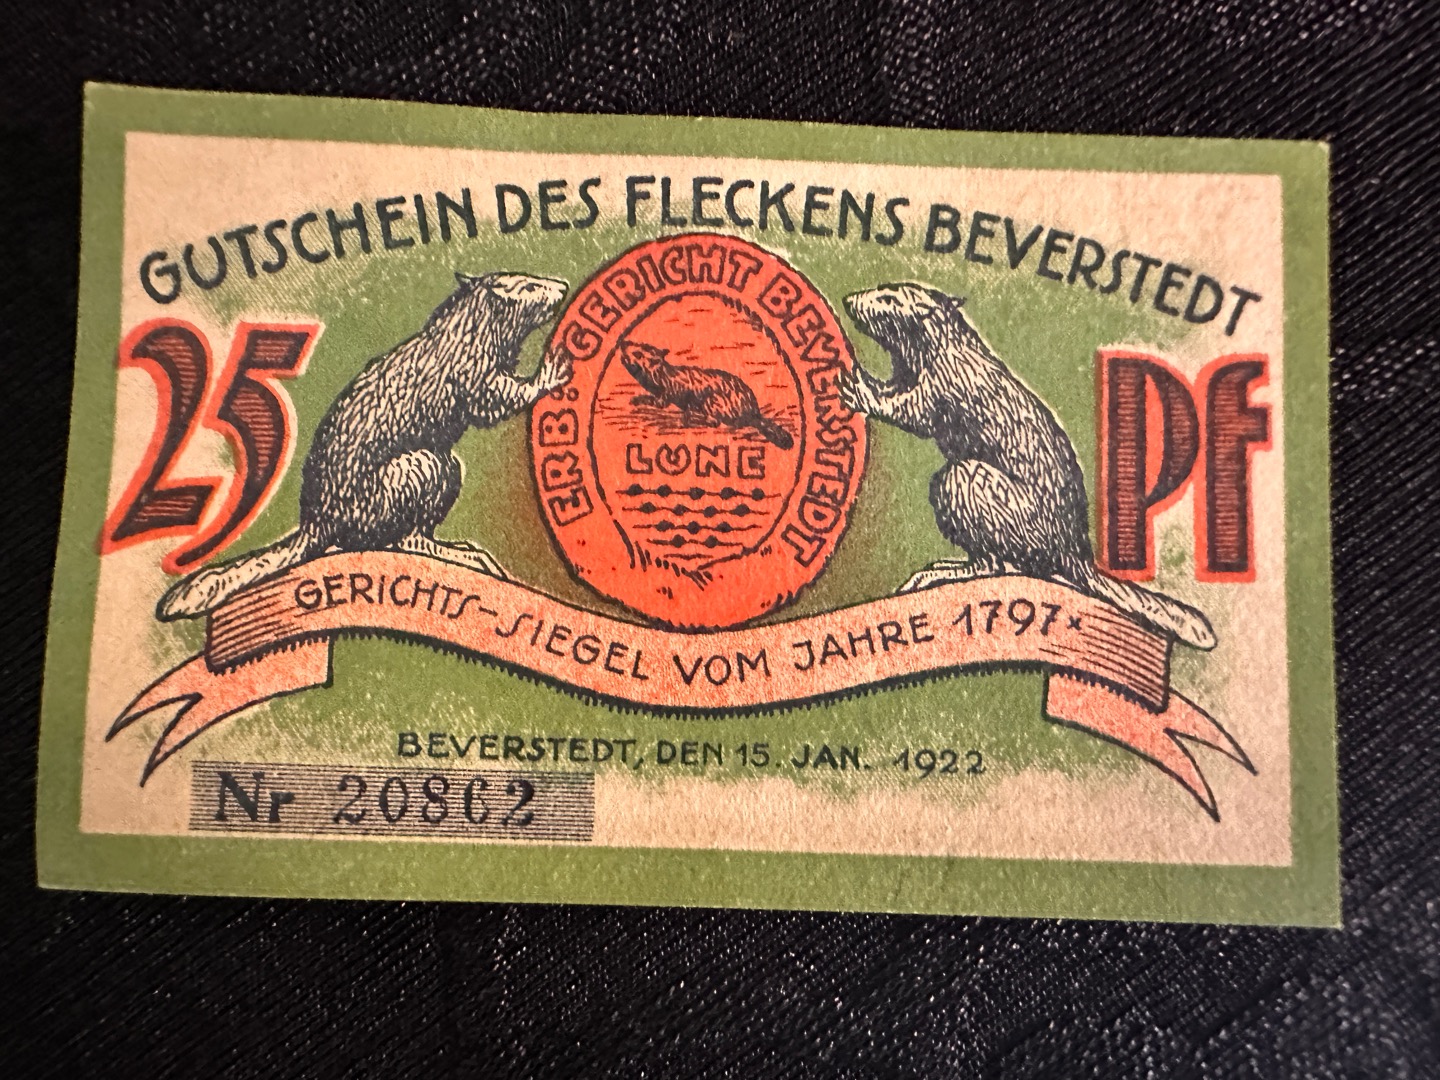 GUTSCHEIN DES FLECKENS BEVERSTEDT
25 Pf
ERB: GERICHT BEVERSTEDT
LUNE
GERICHTS-SIEGEL VOM JAHRE 1797
BEVERSTEDT, DEN 15. JAN. 1922
Nr 20862